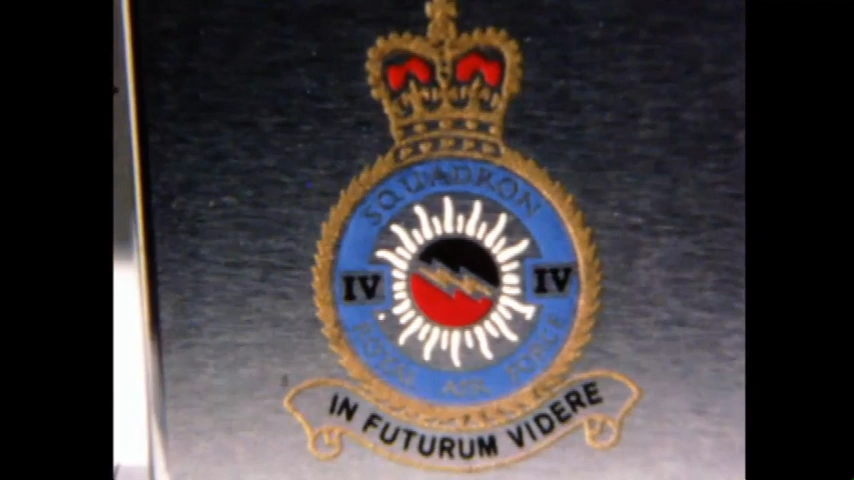 SQUADRON
IV IV
ROYAL AIR FORCE
IN FUTURUM VIDERE